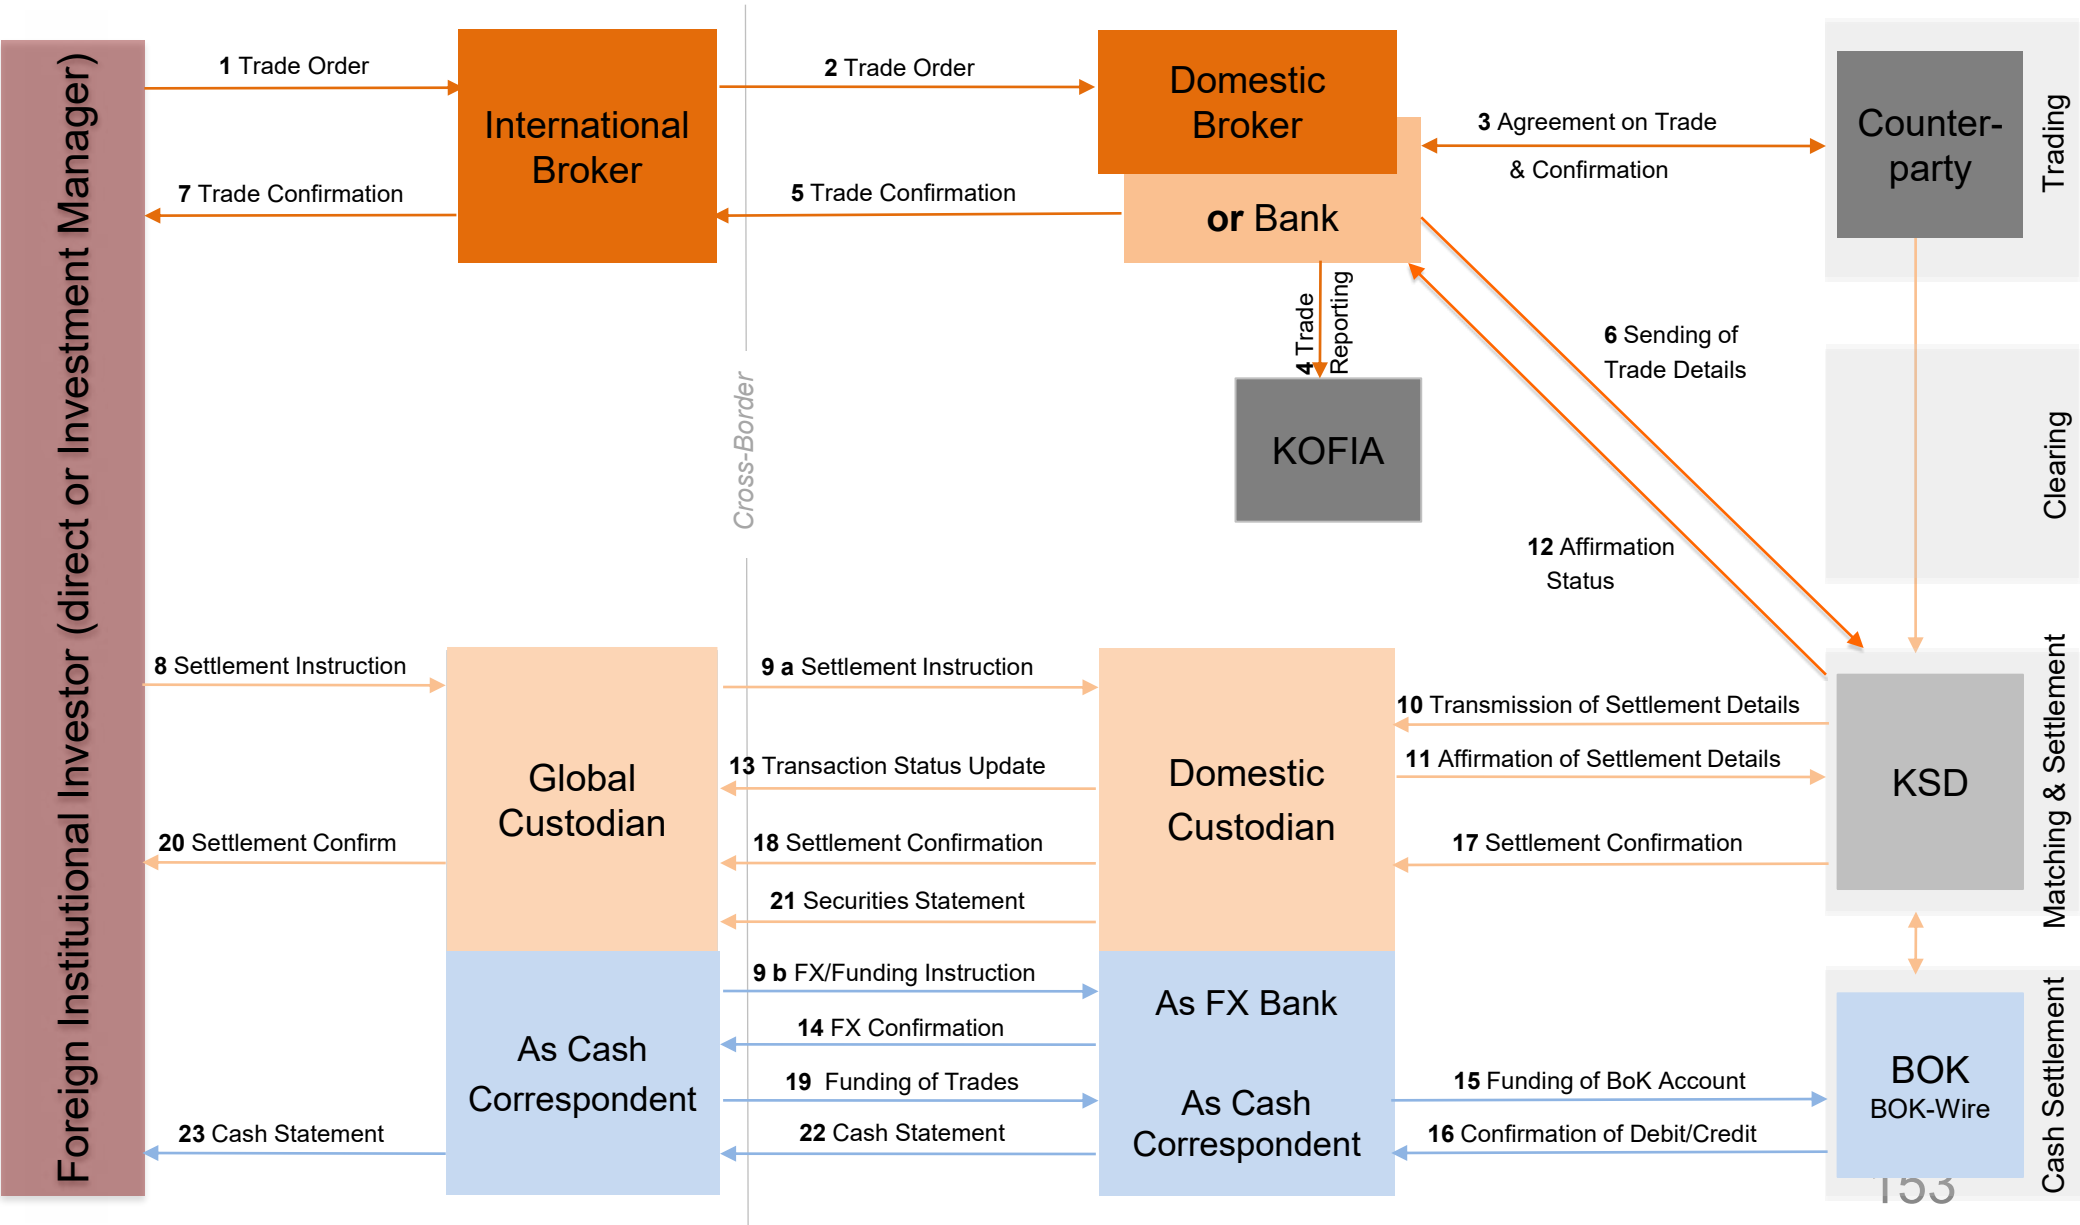 Foreign Institutional Investor (direct or Investment Manager)
1 Trade Order
International
Broker
7 Trade Confirmation
2 Trade Order
5 Trade Confirmation
Domestic
Broker
or Bank
3 Agreement on Trade
& Confirmation
Counter-
party
Trading
4 Trade
Reporting
KOFIA
6 Sending of
Trade Details
12 Affirmation
Status
Clearing
Cross-Border
8 Settlement Instruction
Global
Custodian
20 Settlement Confirm
9 a Settlement Instruction
13 Transaction Status Update
18 Settlement Confirmation
21 Securities Statement
Domestic
Custodian
10 Transmission of Settlement Details
11 Affirmation of Settlement Details
17 Settlement Confirmation
KSD
Matching & Settlement
As Cash
Correspondent
23 Cash Statement
9 b FX/Funding Instruction
14 FX Confirmation
19 Funding of Trades
22 Cash Statement
As FX Bank
As Cash
Correspondent
15 Funding of BoK Account
16 Confirmation of Debit/Credit
BOK
BOK-Wire
Cash Settlement
153